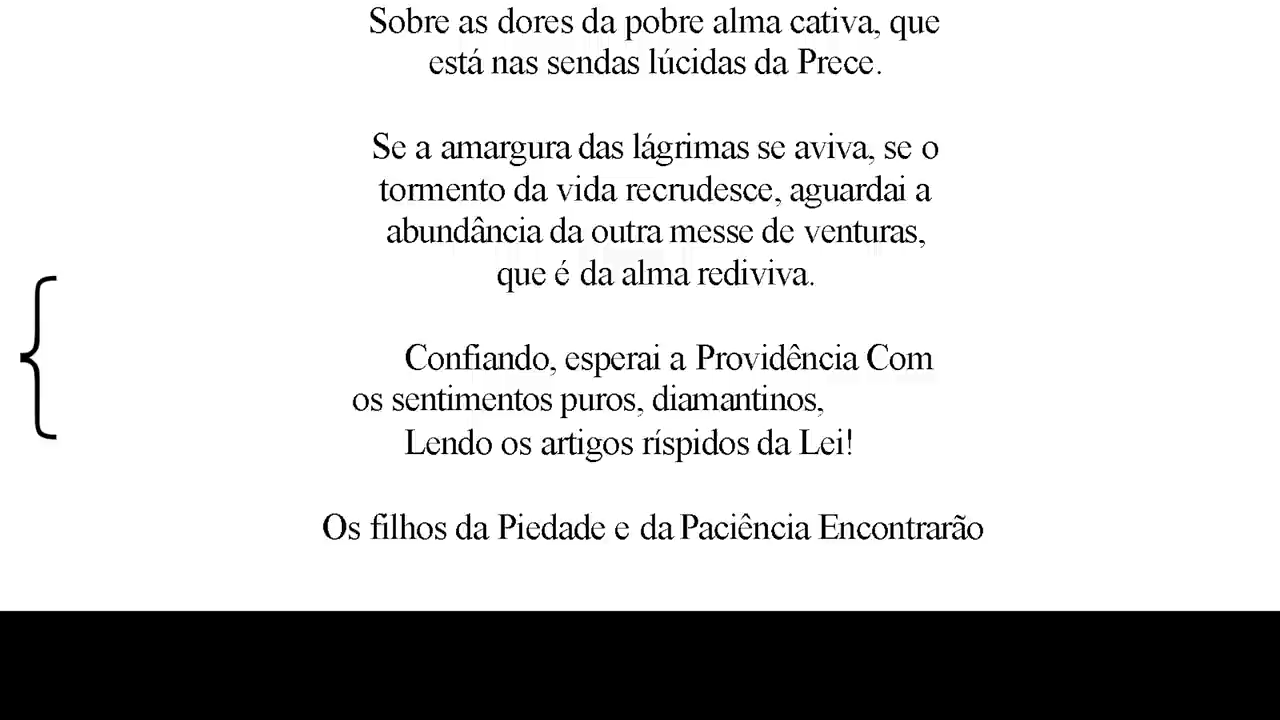 Sobre as dores da pobre alma cativa, que
está nas sendas lúcidas da Prece.
Se a amargura das lágrimas se aviva, se o
tormento da vida recrudesce, aguardai a
abundância da outra messe de venturas,
que é da alma rediviva.
Confiando, esperai a Providência Com
os sentimentos puros, diamantinos,
Lendo os artigos ríspidos da Lei!
Os filhos da Piedade e da Paciência Encontrarão